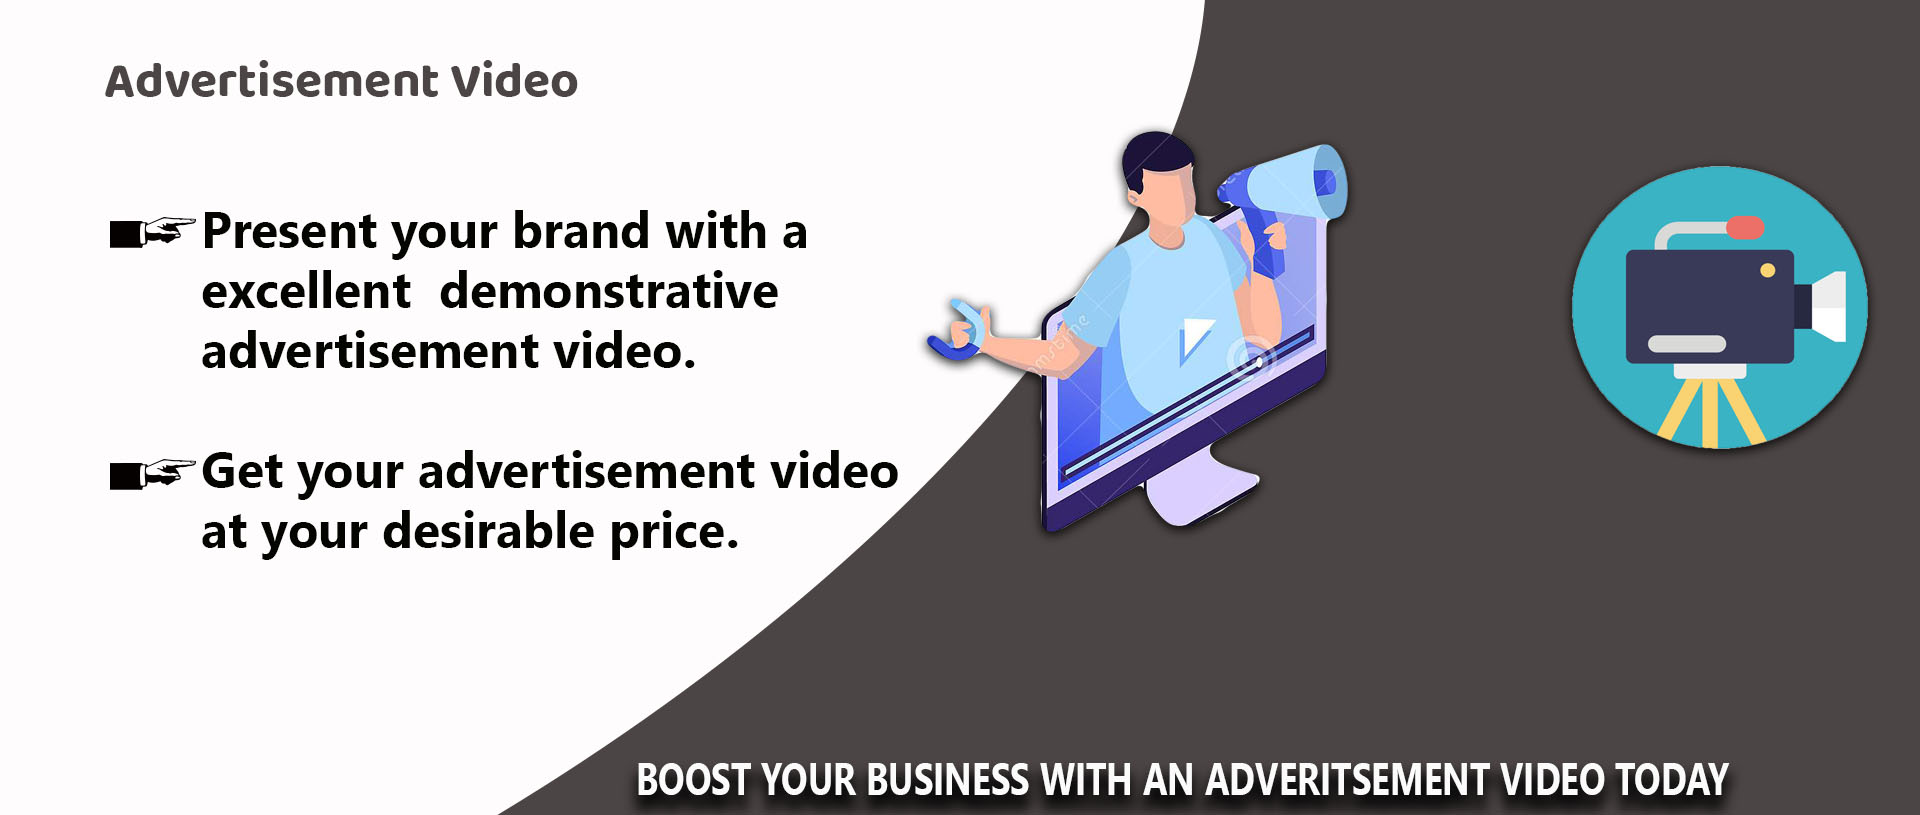 Advertisement Video
Present your brand with a
excellent  demonstrative
advertisement video.
Get your advertisement video
at your desirable price.
BOOST YOUR BUSINESS WITH AN ADVERITSEMENT VIDEO TODAY